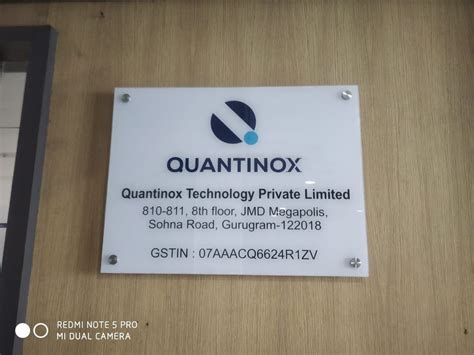 QUANTINOX
Quantinox Technology Private Limited
810-811, 8th floor, JMD Megapolis,
Sohna Road, Gurugram-122018
GSTIN : 07AAACQ6624R1ZV
REDMI NOTE 5 PRO
MI DUAL CAMERA